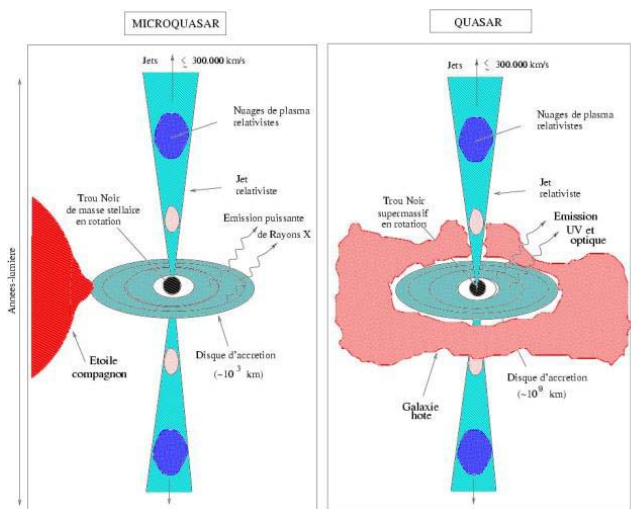 MICROQUASAR
Jets ≤ 300.000 km/s
Nuages de plasma
relativistes
Jet
relativiste
Trou Noir
de masse stellaire
en rotation
Emission puissante
de Rayons X
Années-lumiere
Etoile
compagnon
Disque d'accretion
(~10³ km)
QUASAR
Jets ≤ 300.000 km/s
Nuages de plasma
relativistes
Jet
relativiste
Trou Noir
supermassif
en rotation
Emission
UV et
optique
Disque d'accretion
(~10⁹ km)
Galaxie
hote